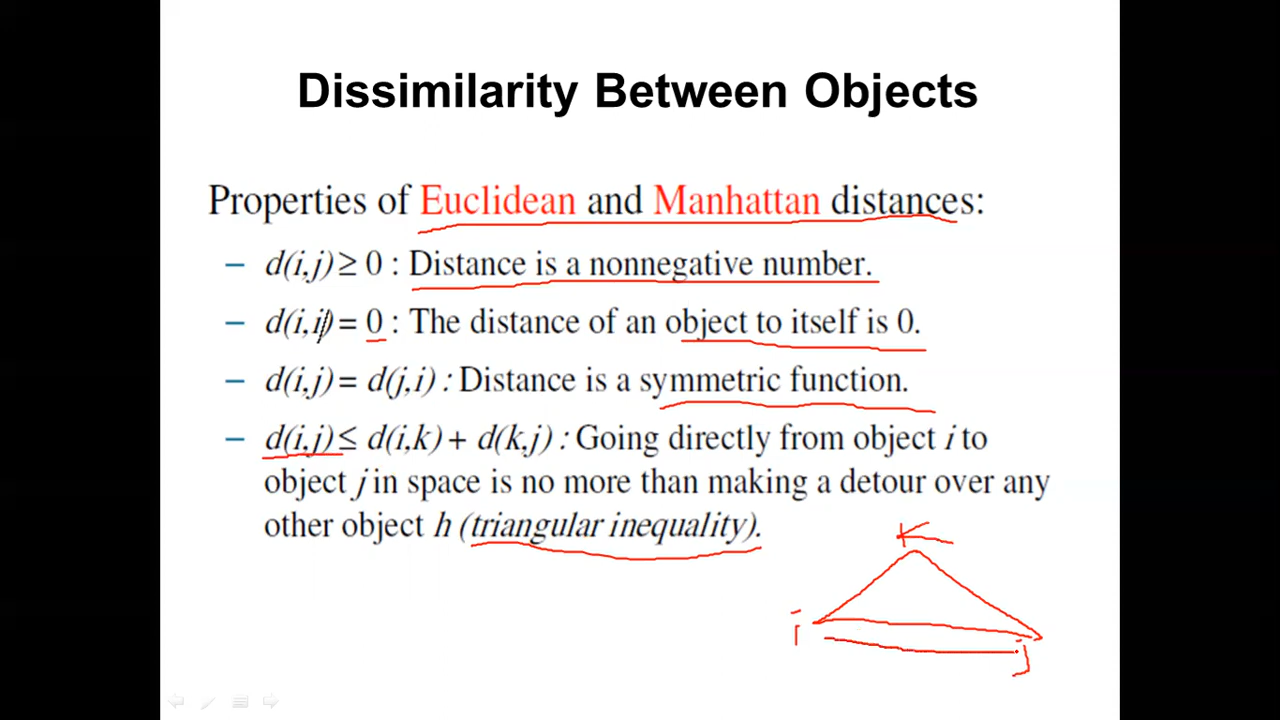 Dissimilarity Between Objects
Properties of Euclidean and Manhattan distances:
– d(i,j) ≥ 0 : Distance is a nonnegative number.
– d(i,i) = 0 : The distance of an object to itself is 0.
– d(i,j) = d(j,i) : Distance is a symmetric function.
– d(i,j) ≤ d(i,k) + d(k,j) : Going directly from object i to
object j in space is no more than making a detour over any
other object h (triangular inequality).
K
i
j